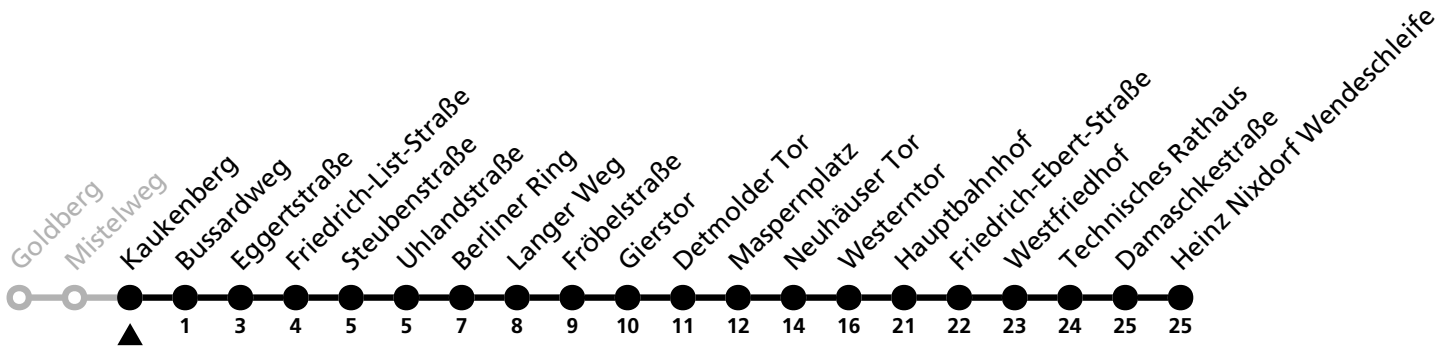 Goldberg
Mistelweg
Kaukenberg
Bussardweg
Eggertstraße
Friedrich-List-Straße
Steubenstraße
Uhlandstraße
Berliner Ring
Langer Weg
Fröbelstraße
Gierstor
Detmolder Tor
Maspernplatz
Neuhäuser Tor
Westerntor
Hauptbahnhof
Friedrich-Ebert-Straße
Westfriedhof
Technisches Rathaus
Damaschkestraße
Heinz Nixdorf Wendeschleife
1 3 4 5 5 7 8 9 10 11 12 14 16 21 22 23 24 25 25